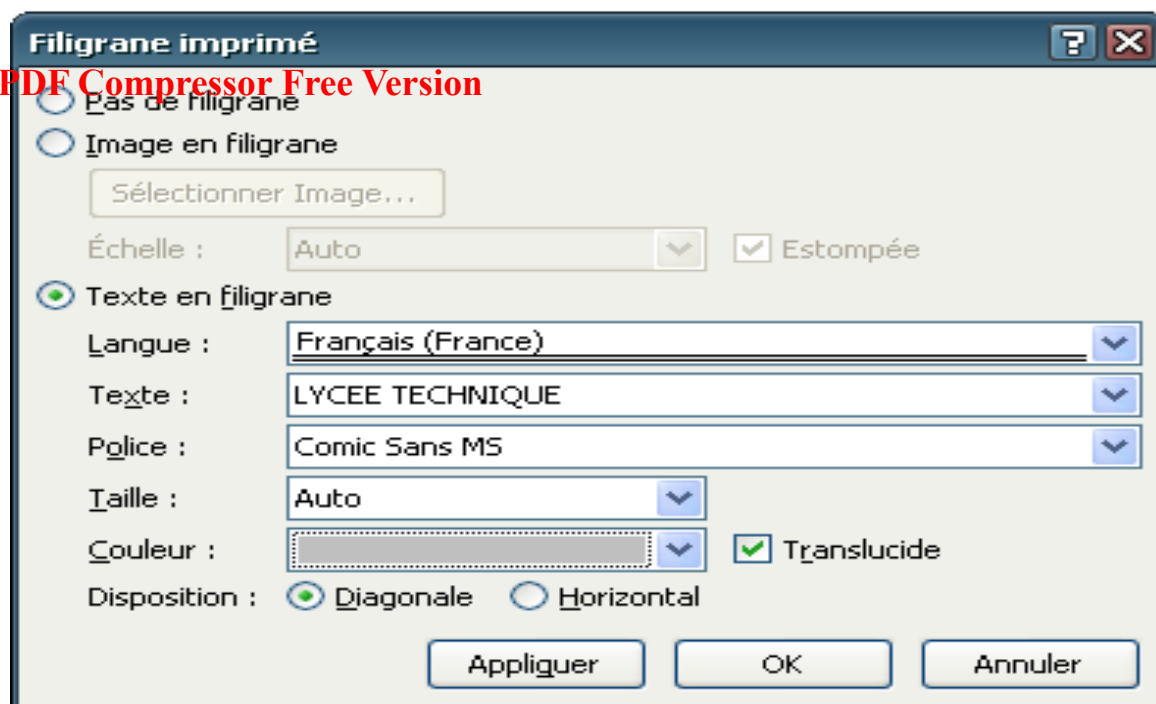 Filigrane imprimé
PDF Compressor Free Version
Pas de filigrane
Image en filigrane
Sélectionner Image...
Échelle : Auto Estompée
Texte en filigrane
Langue : Français (France)
Texte : LYCEE TECHNIQUE
Police : Comic Sans MS
Taille : Auto
Couleur : Translucide
Disposition : Diagonale Horizontal
Appliquer OK Annuler